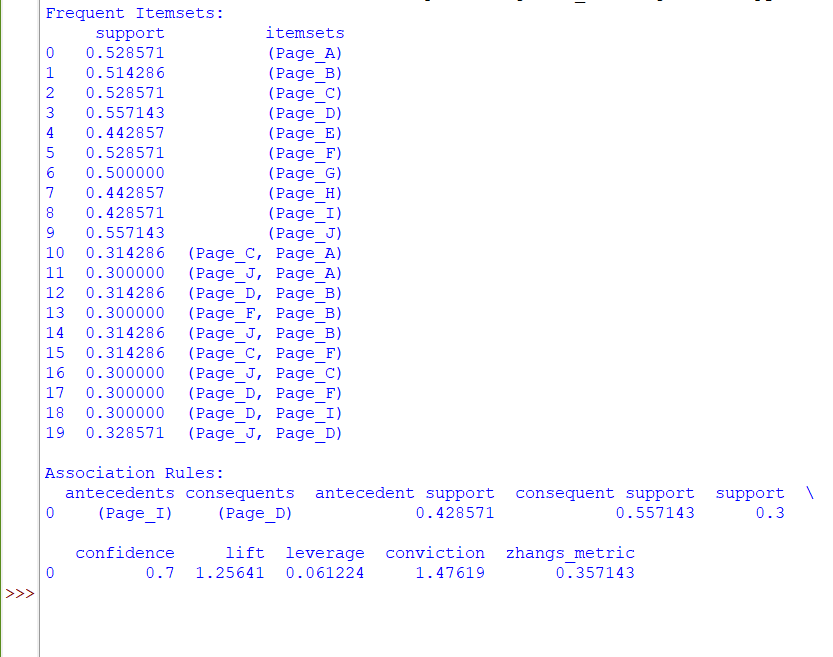 Frequent Itemsets:
support itemsets
0 0.528571 (Page_A)
1 0.514286 (Page_B)
2 0.528571 (Page_C)
3 0.557143 (Page_D)
4 0.442857 (Page_E)
5 0.528571 (Page_F)
6 0.500000 (Page_G)
7 0.442857 (Page_H)
8 0.428571 (Page_I)
9 0.557143 (Page_J)
10 0.314286 (Page_C, Page_A)
11 0.300000 (Page_J, Page_A)
12 0.314286 (Page_D, Page_B)
13 0.300000 (Page_F, Page_B)
14 0.314286 (Page_J, Page_B)
15 0.314286 (Page_C, Page_F)
16 0.300000 (Page_J, Page_C)
17 0.300000 (Page_D, Page_F)
18 0.300000 (Page_D, Page_I)
19 0.328571 (Page_J, Page_D)
Association Rules:
antecedents consequents antecedent support consequent support support \
0 (Page_I) (Page_D) 0.428571 0.557143 0.3
confidence lift leverage conviction zhangs_metric
0 0.7 1.25641 0.061224 1.47619 0.357143
>>>